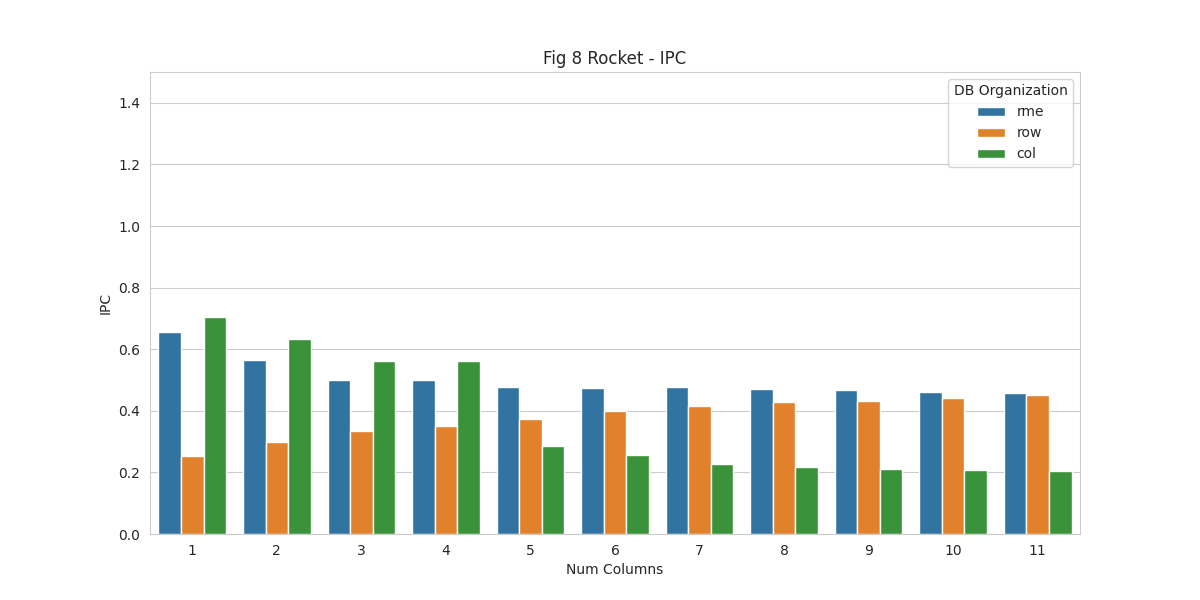 Fig 8 Rocket - IPC
DB Organization
rme
row
col
IPC
1.4
1.2
1.0
0.8
0.6
0.4
0.2
0.0
1 2 3 4 5 6 7 8 9 10 11
Num Columns